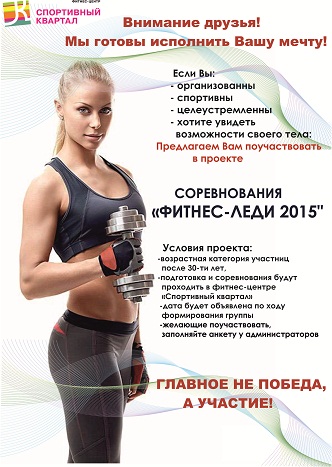 ФИТНЕС-ЦЕНТР
СПОРТИВНЫЙ
КВАРТАЛ
Внимание друзья!
Мы готовы исполнить Вашу мечту!
Если Вы:
- организованны
- спортивны
- целеустремленны
- хотите увидеть
возможности своего тела:
Предлагаем Вам поучаствовать
в проекте
СОРЕВНОВАНИЯ
«ФИТНЕС-ЛЕДИ 2015"
Условия проекта:
-возрастная категория участниц
после 30-ти лет,
-подготовка и соревнования будут
проходить в фитнес-центре
«Спортивный квартал»
-дата будет объявлена по ходу
формирования группы
-желающие поучаствовать,
заполняйте анкету у администраторов
ГЛАВНОЕ НЕ ПОБЕДА,
А УЧАСТИЕ!